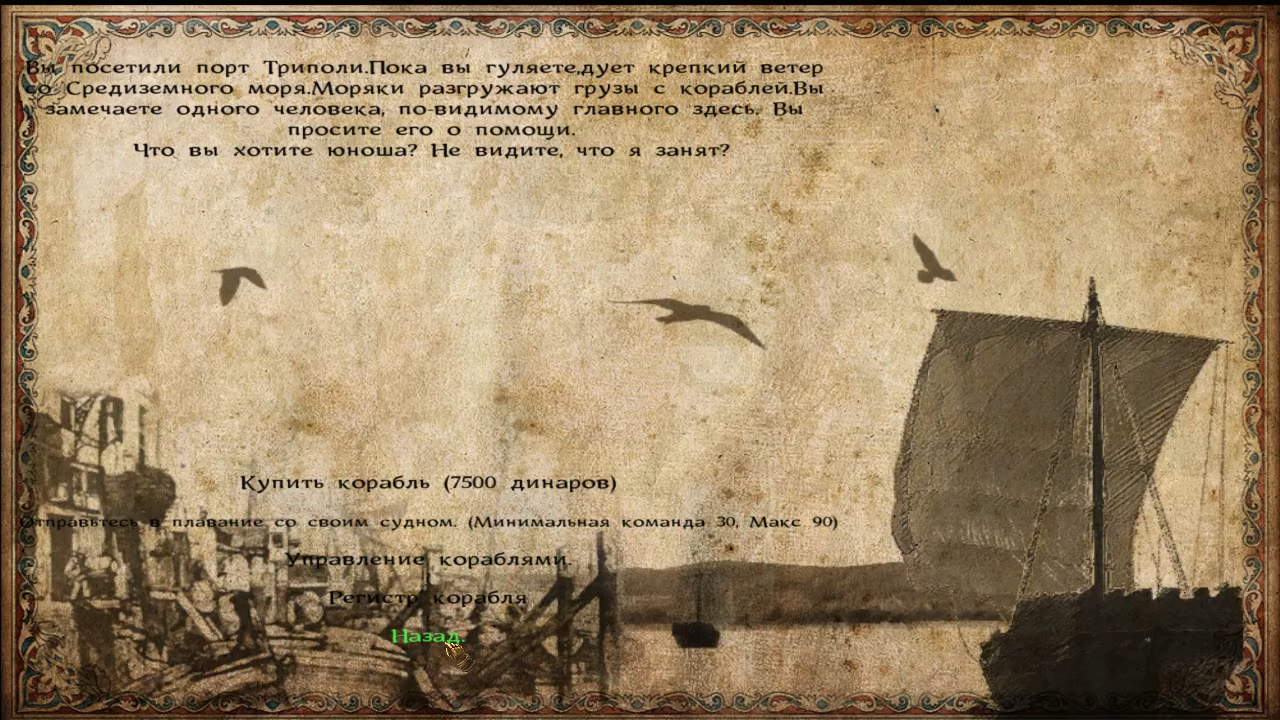 Вы посетили порт Триполи.Пока вы гуляете,дует крепкий ветер
со Средиземного моря.Моряки разгружают грузы с кораблей.Вы
замечаете одного человека, по-видимому главного здесь. Вы
просите его о помощи.
Что вы хотите юноша? Не видите, что я занят?
Купить корабль (7500 динаров)
Отправьтесь в плавание со своим судном. (Минимальная команда 30, Макс 90)
Управление кораблями.
Регистр корабля
Назад.